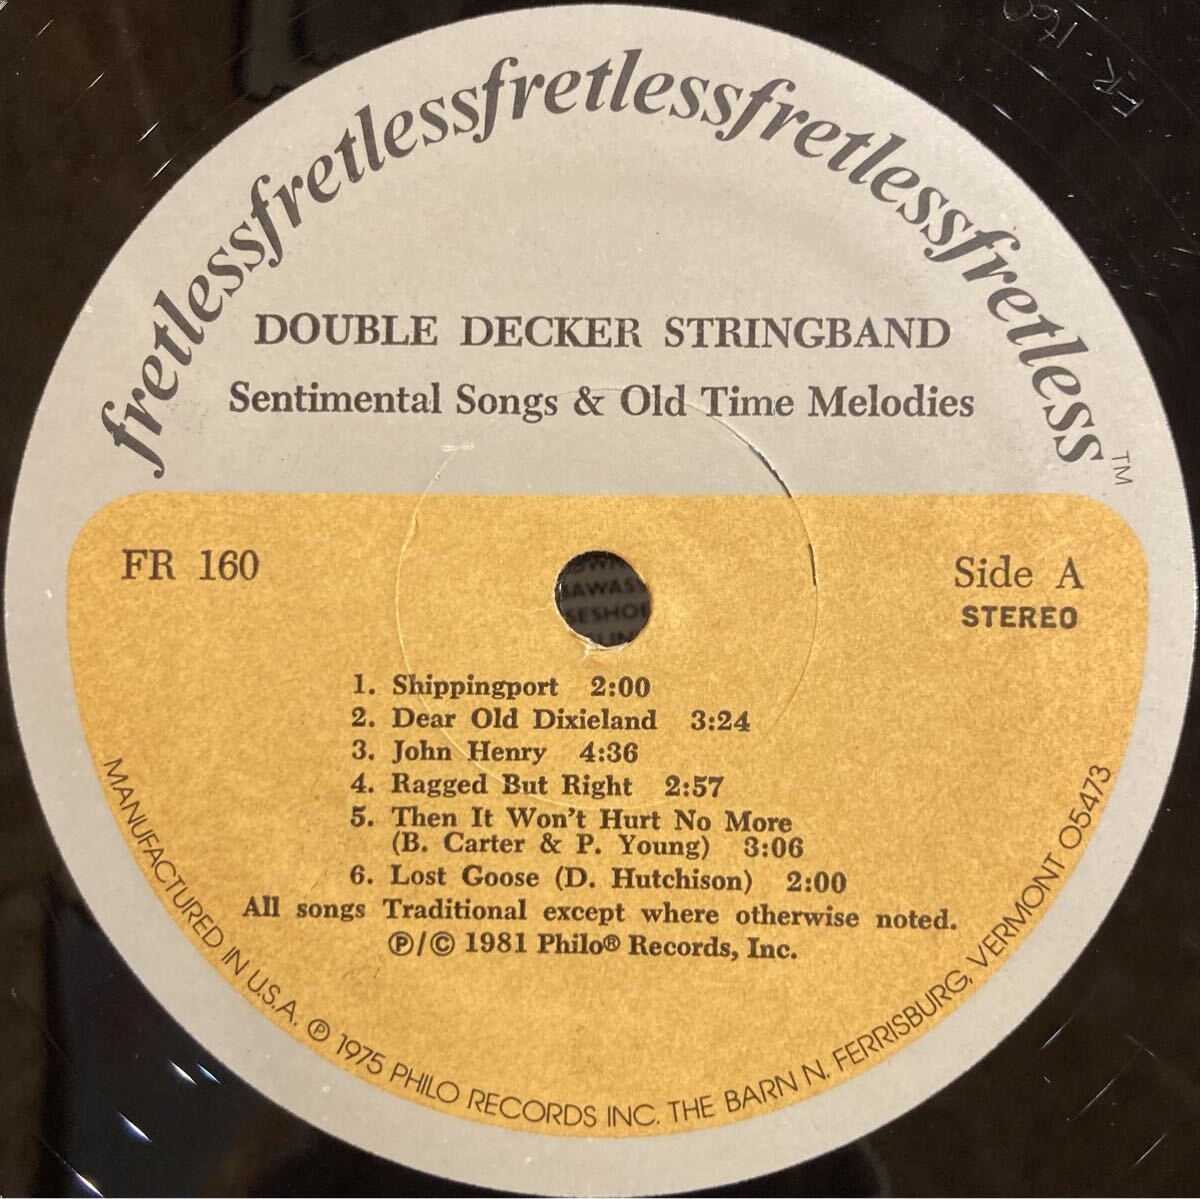 fretlessfretlessfretlessfretlessfretless™
FR-160
DOUBLE DECKER STRINGBAND
Sentimental Songs & Old Time Melodies
FR 160
Side A
STEREO
1. Shippingport 2:00
2. Dear Old Dixieland 3:24
3. John Henry 4:36
4. Ragged But Right 2:57
5. Then It Won't Hurt No More
(B. Carter & P. Young) 3:06
6. Lost Goose (D. Hutchison) 2:00
All songs Traditional except where otherwise noted.
℗/© 1981 Philo® Records, Inc.
MANUFACTURED IN U.S.A. ℗ 1975 PHILO RECORDS INC. THE BARN N. FERRISBURG, VERMONT 05473